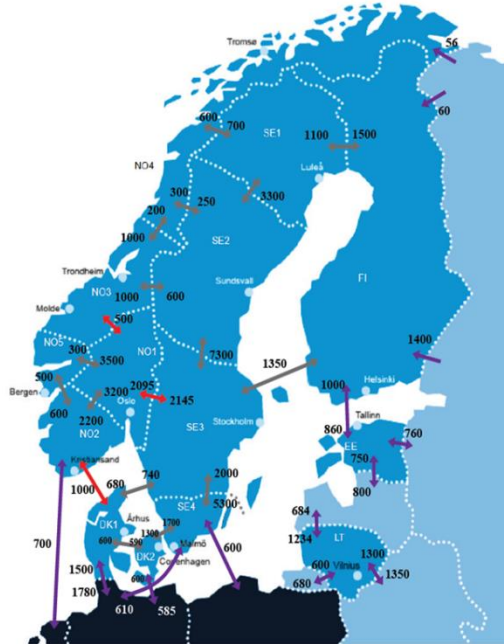 Tromsø
56
600
700
SE1
60
1100
1500
NO4
Luleå
300
250
3300
200
SE2
1000
Trondheim
Sundsvall
FI
NO3
1000
600
Molde
500
NO5
NO1
300
3500
7300
1350
1400
500
2095
1000
Helsinki
Bergen
3200
2145
600
Oslo
Tallinn
2200
Stockholm
860
760
NO2
SE3
EE
750
Kristiansand
740
2000
800
1000
680
SE4
5300
684
DK1
Århus
1700
LT
1300
1234
700
600
590
DK2
Malmö
1300
Copenhagen
600
600
Vilnius
1500
600
680
1350
1780
610
585